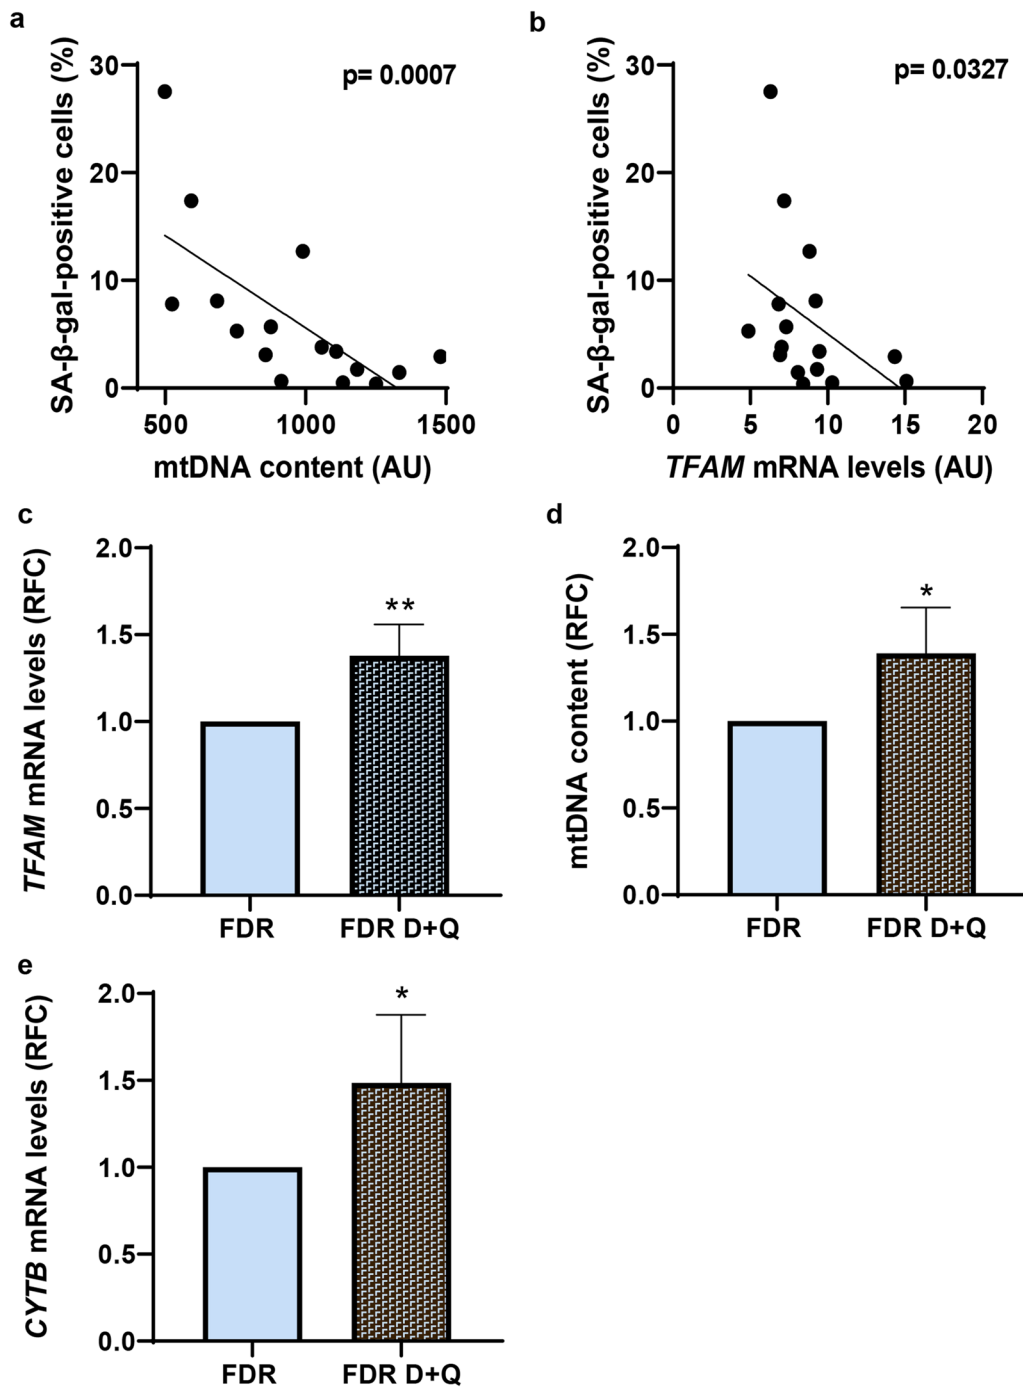 a
SA-β-gal-positive cells (%)
30
20
10
0
p= 0.0007
500 1000 1500
mtDNA content (AU)
b
SA-β-gal-positive cells (%)
30
20
10
0
p= 0.0327
0 5 10 15 20
TFAM mRNA levels (AU)
c
TFAM mRNA levels (RFC)
2.0
1.5
1.0
0.5
0.0
**
FDR FDR D+Q
d
mtDNA content (RFC)
2.0
1.5
1.0
0.5
0.0
*
FDR FDR D+Q
e
CYTB mRNA levels (RFC)
2.0
1.5
1.0
0.5
0.0
*
FDR FDR D+Q